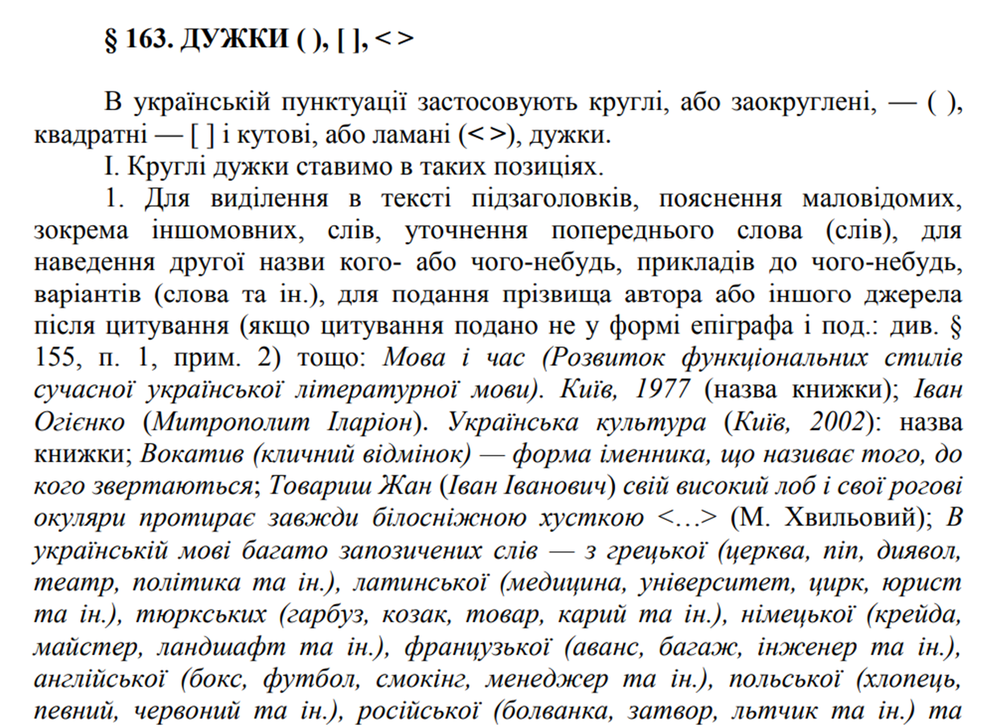 § 163. ДУЖКИ ( ), [ ], < >
В українській пунктуації застосовують круглі, або заокруглені, — ( ),
квадратні — [ ] і кутові, або ламані (< >), дужки.
І. Круглі дужки ставимо в таких позиціях.
1. Для виділення в тексті підзаголовків, пояснення маловідомих,
зокрема іншомовних, слів, уточнення попереднього слова (слів), для
наведення другої назви кого- або чого-небудь, прикладів до чого-небудь,
варіантів (слова та ін.), для подання прізвища автора або іншого джерела
після цитування (якщо цитування подано не у формі епіграфа і под.: див. §
155, п. 1, прим. 2) тощо: Мова і час (Розвиток функціональних стилів
сучасної української літературної мови). Київ, 1977 (назва книжки); Іван
Огієнко (Митрополит Іларіон). Українська культура (Київ, 2002): назва
книжки; Вокатив (кличний відмінок) — форма іменника, що називає того, до
кого звертаються; Товариш Жан (Іван Іванович) свій високий лоб і свої рогові
окуляри протирає завжди білосніжною хусткою <…> (М. Хвильовий); В
українській мові багато запозичених слів — з грецької (церква, піп, диявол,
театр, політика та ін.), латинської (медицина, університет, цирк, юрист
та ін.), тюркських (гарбуз, козак, товар, карий та ін.), німецької (крейда,
майстер, ландшафт та ін.), французької (аванс, багаж, інженер та ін.),
англійської (бокс, футбол, смокінг, менеджер та ін.), польської (хлопець,
певний, червоний та ін.), російської (болванка, затвор, льтчик та ін.) та